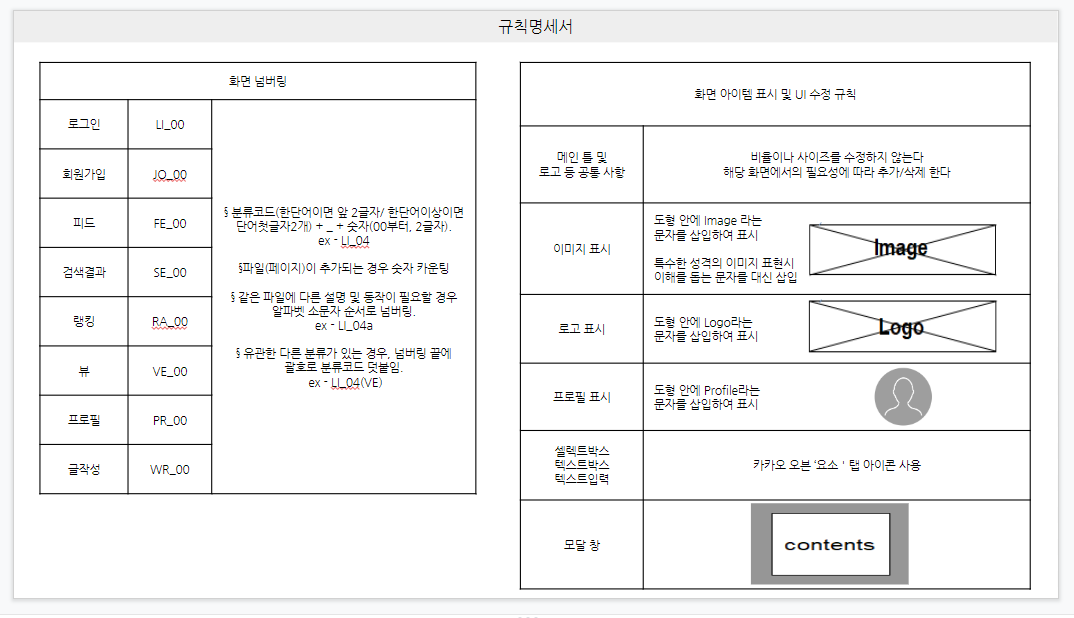 규칙명세서
화면 넘버링
로그인
LI_00
회원가입
JO_00
피드
FE_00
검색결과
SE_00
랭킹
RA_00
뷰
VE_00
프로필
PR_00
글작성
WR_00
§ 분류코드(한단어이면 앞 2글자/ 한단어이상이면
단어첫글자2개) + _ + 숫자(00부터, 2글자).
ex - LI_04
§파일(페이지)이 추가되는 경우 숫자 카운팅
§ 같은 파일에 다른 설명 및 동작이 필요할 경우
알파벳 소문자 순서로 넘버링.
ex - LI_04a
§ 유관한 다른 분류가 있는 경우, 넘버링 끝에
괄호로 분류코드 덧붙임.
ex - LI_04(VE)
화면 아이템 표시 및 UI 수정 규칙
메인 틀 및
로고 등 공통 사항
비율이나 사이즈를 수정하지 않는다
해당 화면에서의 필요성에 따라 추가/삭제 한다
이미지 표시
도형 안에 Image 라는
문자를 삽입하여 표시
특수한 성격의 이미지 표현시
이해를 돕는 문자를 대신 삽입
Image
로고 표시
도형 안에 Logo라는
문자를 삽입하여 표시
Logo
프로필 표시
도형 안에 Profile라는
문자를 삽입하여 표시
셀렉트박스
텍스트박스
텍스트입력
카카오 오븐 ‘요소 ‘ 탭 아이콘 사용
모달 창
contents